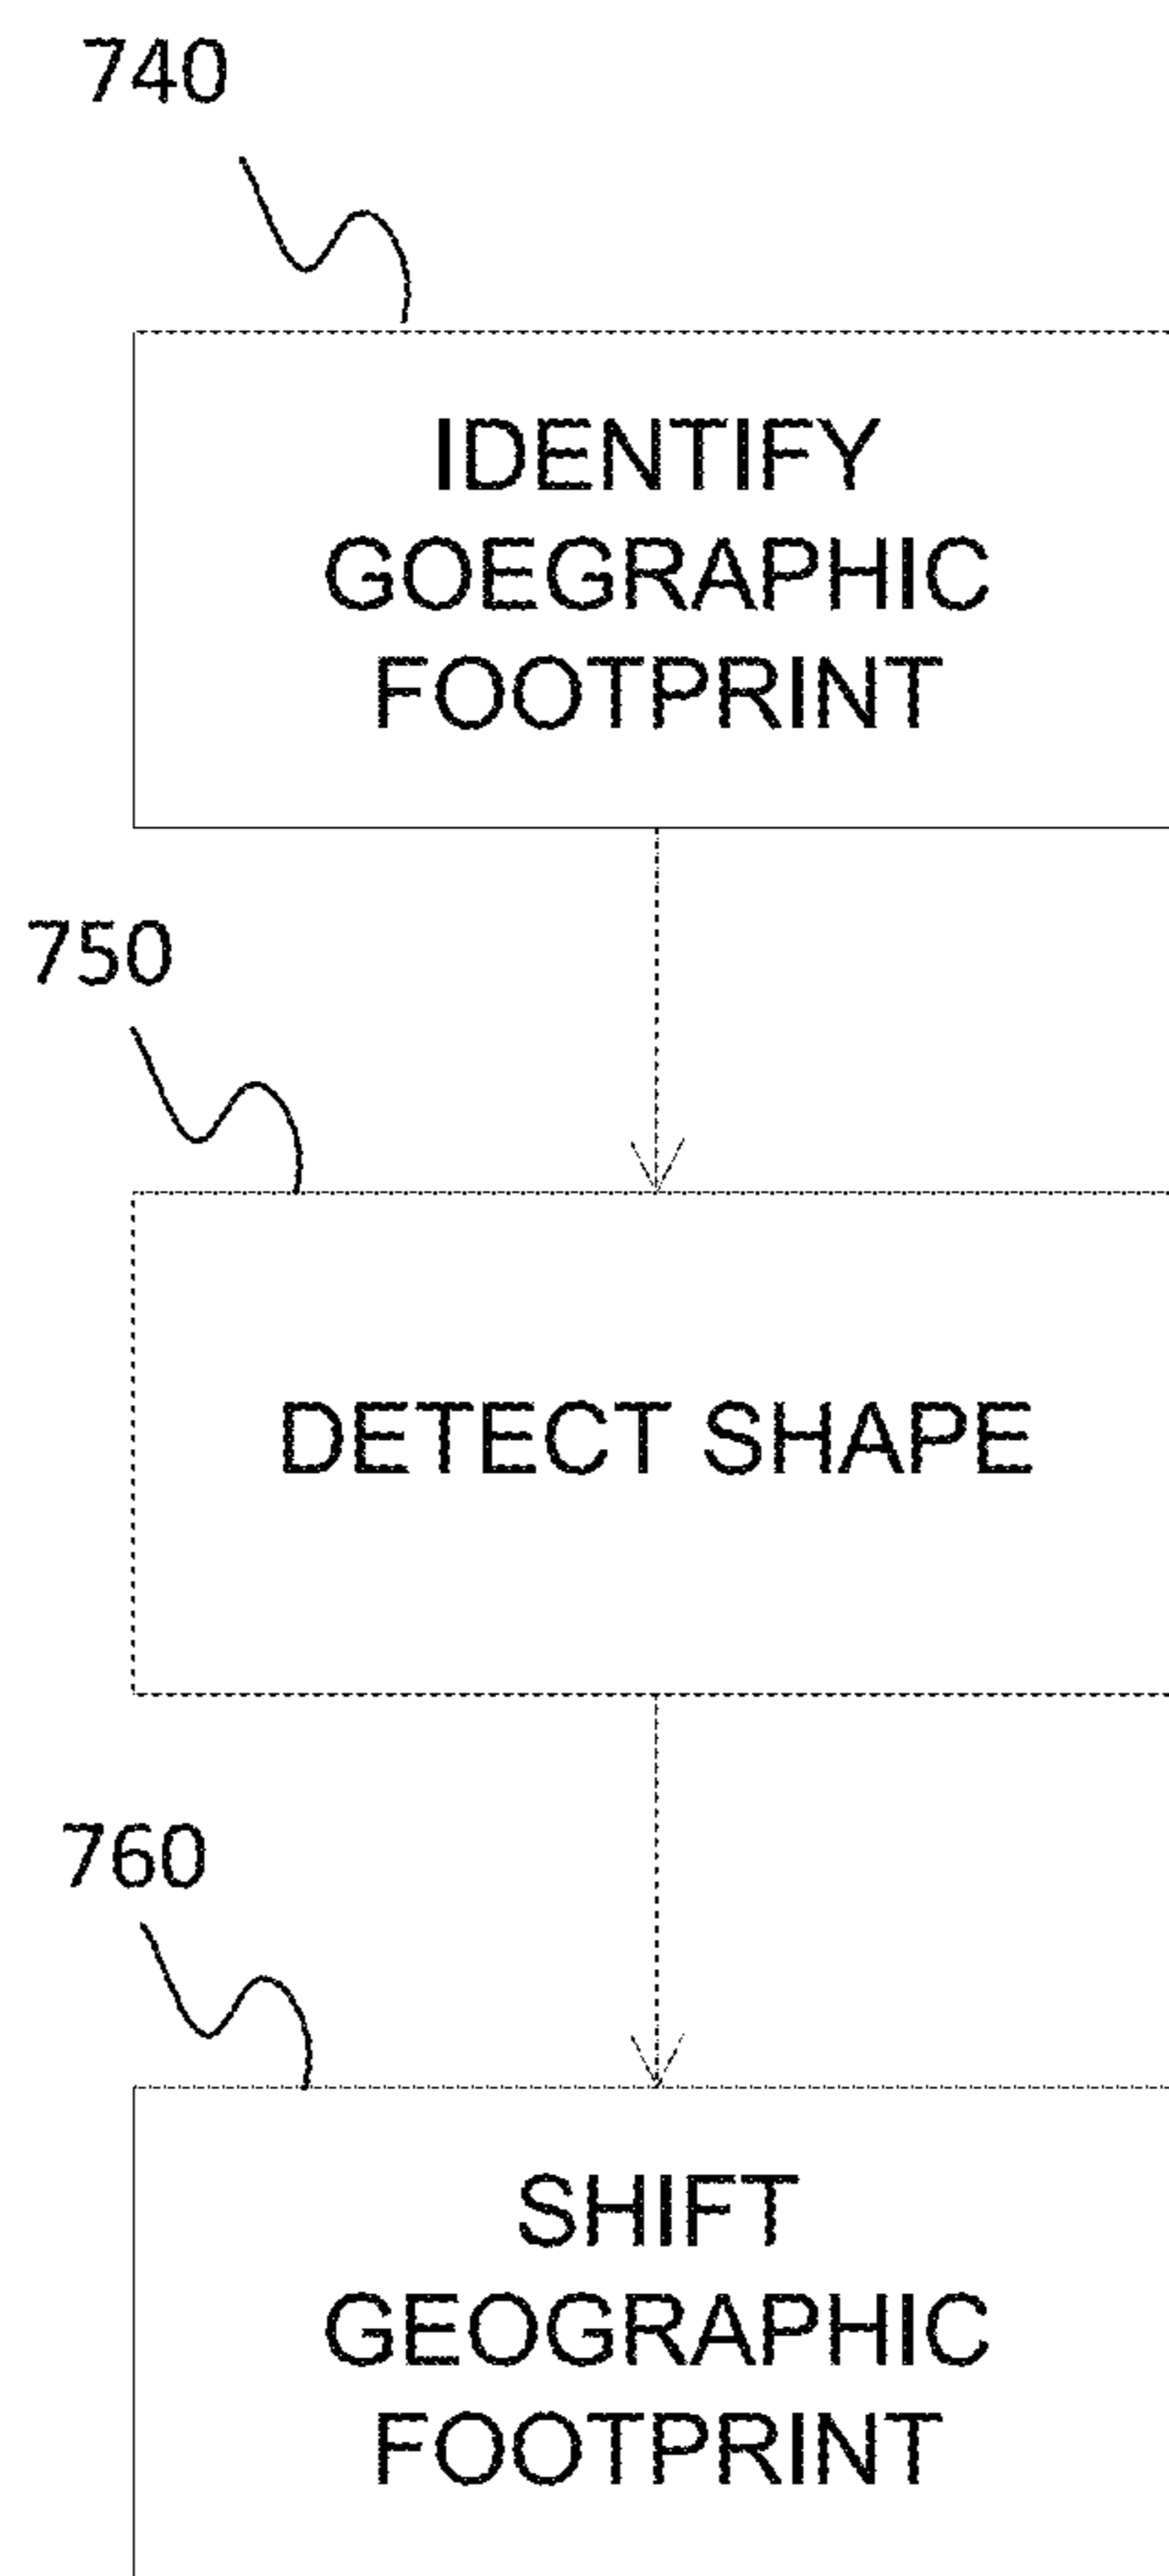 740
IDENTIFY
GOEGRAPHIC
FOOTPRINT
750
DETECT SHAPE
760
SHIFT
GEOGRAPHIC
FOOTPRINT